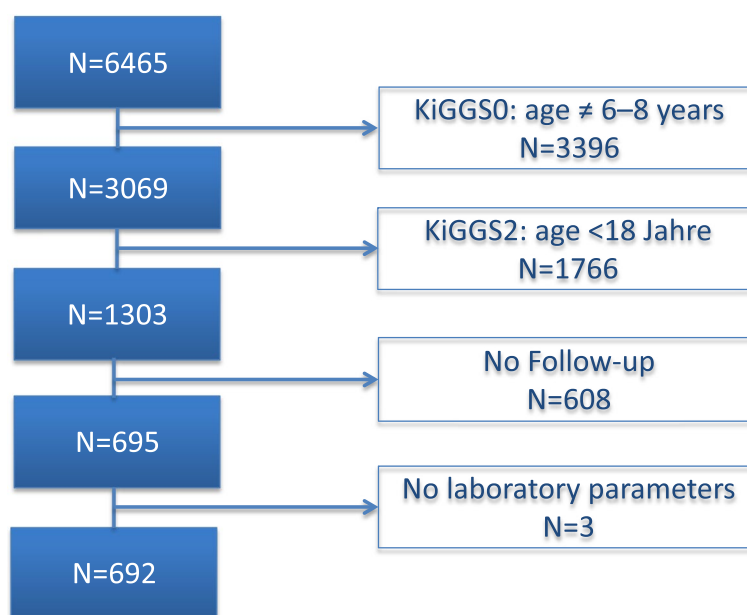 N=6465
KiGGS0: age ≠ 6–8 years
N=3396
N=3069
KiGGS2: age <18 Jahre
N=1766
N=1303
No Follow-up
N=608
N=695
No laboratory parameters
N=3
N=692